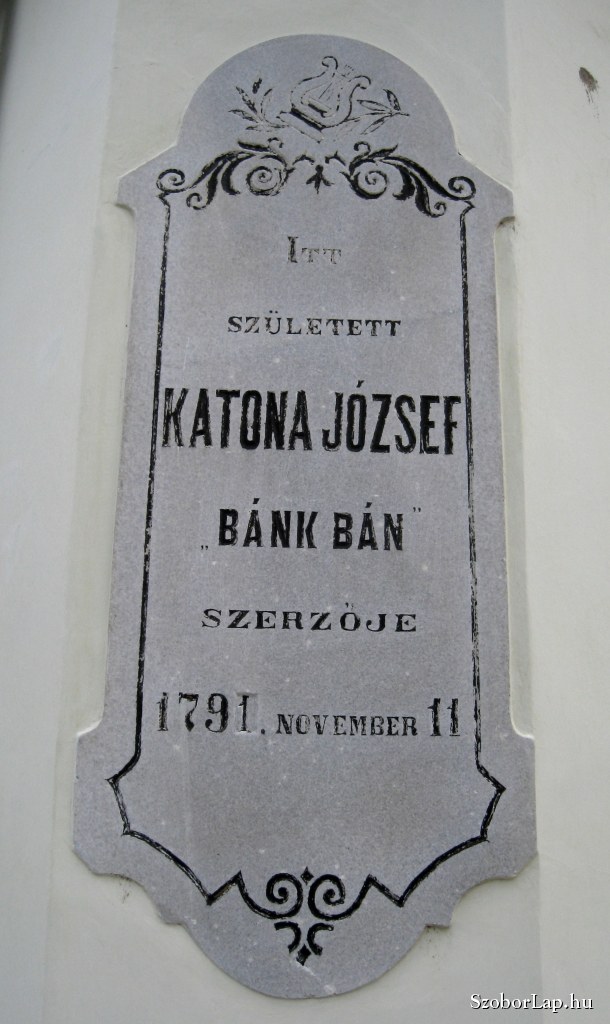 ITT
SZÜLETETT
KATONA JÓZSEF
„BÁNK BÁN”
SZERZŐJE
1791. NOVEMBER 11
SzoborLap.hu